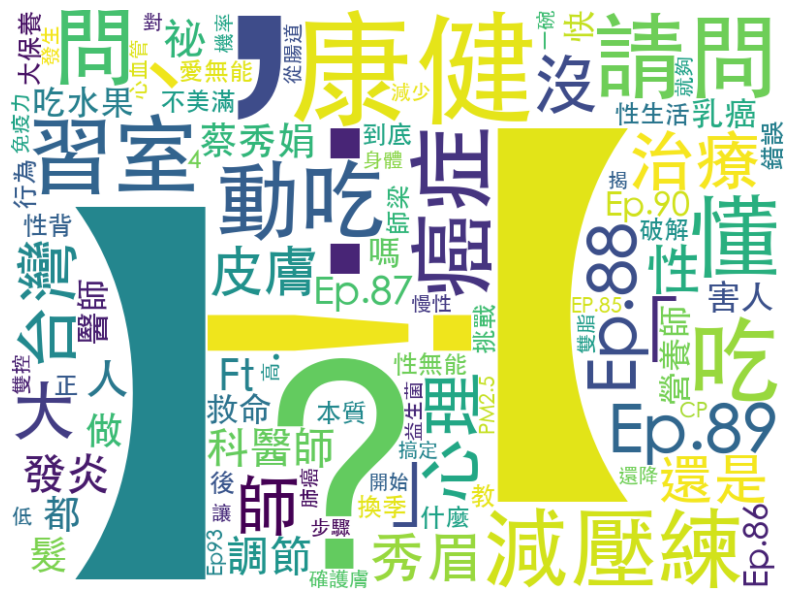 大保養
發生
問
、
祕
機率
從腸道
,
康健
減少
一碗
快
請問
就夠
沒
免疫力
吃水果
心血管
愛無能
不美滿
性生活
乳癌
錯誤
習室
蔡秀娟
到底
身體
4
動吃
:
癌症
治療
揭
Ep.90
行為
師梁
破解
懂
台灣
醫師
皮膚
嗎
Ep.87
慢性
Ep.88
性
害人
EP.85
挑戰
雙脂
「
營養師
吃
雙控
正
人
大
做
Ft
高
.
性無能
救命
?
!
本質
益生菌
心理
PM2.5
CP
Ep.89
科醫師
搞定
發炎
師
後
肺癌
開始
」
還降
還是
低
都
讓
步驟
換季
教
什麼
髮
Ep93
調節
確護膚
秀眉
減壓練
Ep.86